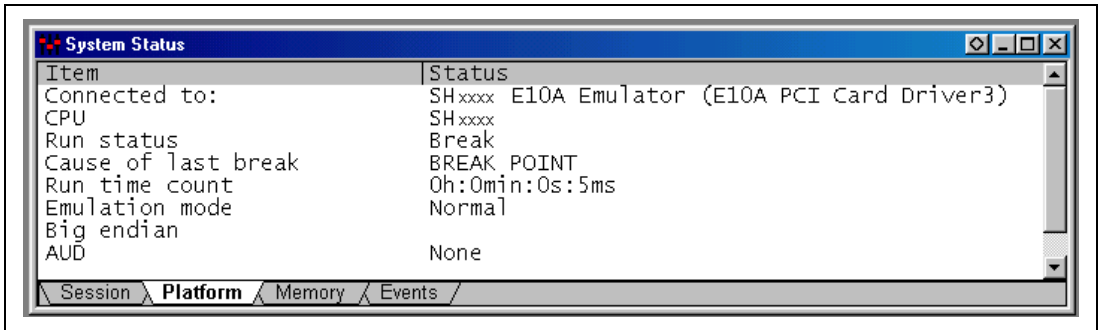 System Status
Item Status
Connected to: SHxxxx E10A Emulator (E10A PCI Card Driver3)
CPU SHxxxx
Run status Break
Cause of last break BREAK POINT
Run time count 0h:0min:0s:5ms
Emulation mode Normal
Big endian
AUD None
Session Platform Memory Events